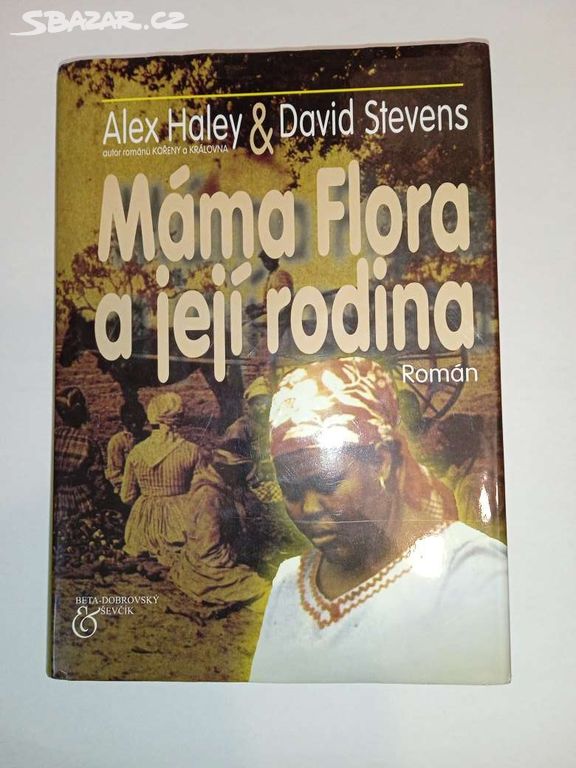 SBAZAR.CZ
Alex Haley & David Stevens
autor románů KOŘENY a KRÁLOVNA
Máma Flora
a její rodina
Román
BETA-DOBROVSKÝ
& ŠEVČÍK